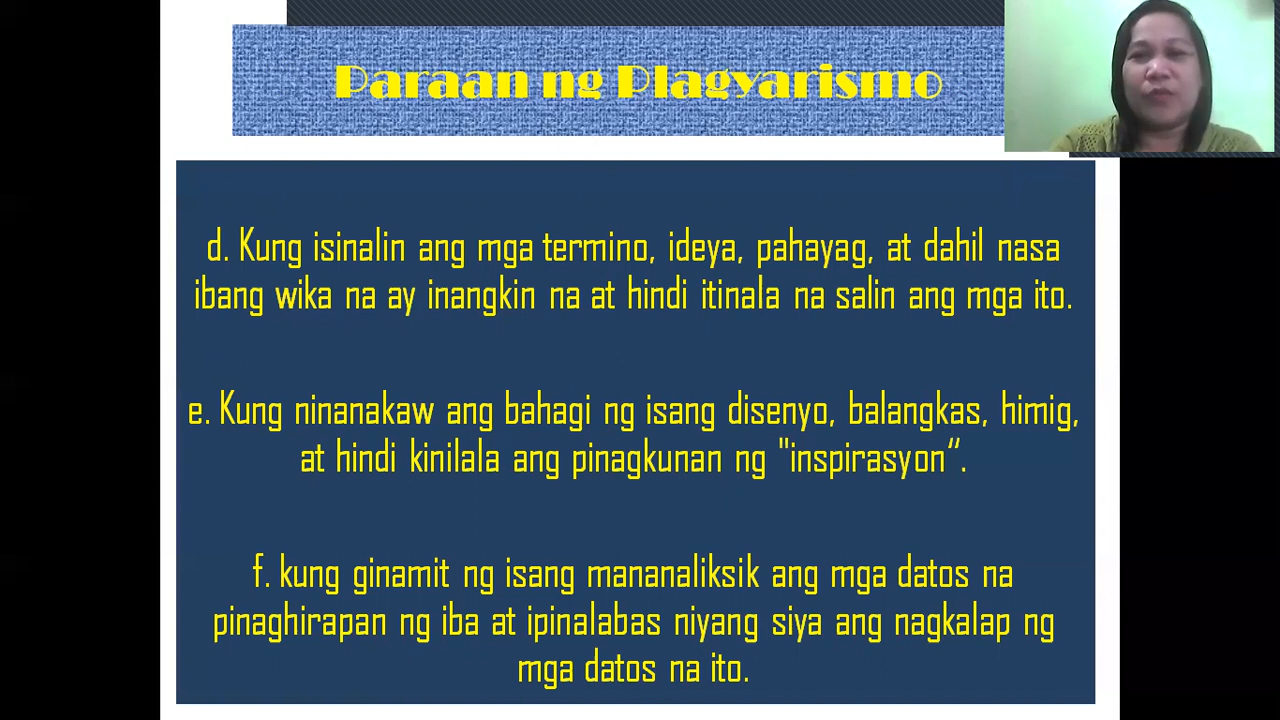 Paraan ng Plagyarismo
d. Kung isinalin ang mga termino, ideya, pahayag, at dahil nasa
ibang wika na ay inangkin na at hindi itinala na salin ang mga ito.
e. Kung ninanakaw ang bahagi ng isang disenyo, balangkas, himig,
at hindi kinilala ang pinagkunan ng "inspirasyon“.
f. kung ginamit ng isang mananaliksik ang mga datos na
pinaghirapan ng iba at ipinalabas niyang siya ang nagkalap ng
mga datos na ito.